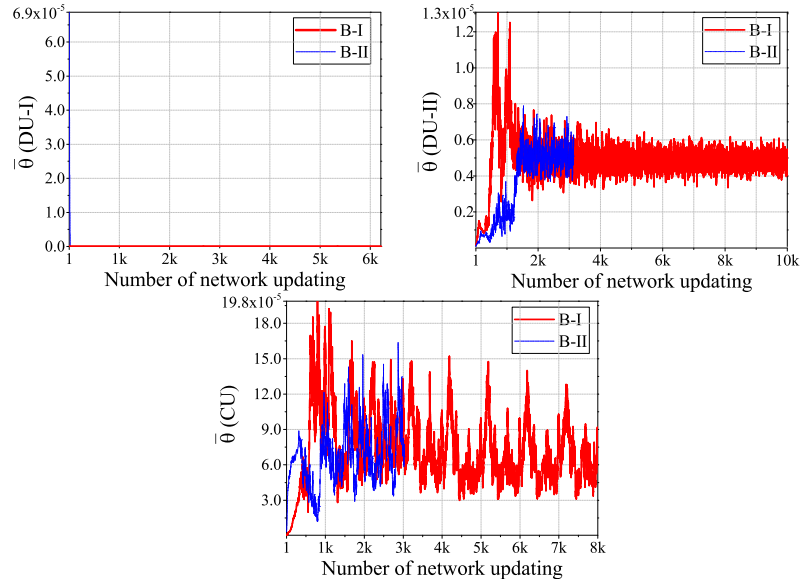 6.9x10⁻⁵
6.0
5.0
4.0
3.0
2.0
1.0
0.0
θ̅ (DU-I)
B-I
B-II
1 1k 2k 3k 4k 5k 6k
Number of network updating
1.3x10⁻⁵
1.2
1.0
0.8
0.6
0.4
0.2
θ̅ (DU-II)
B-I
B-II
1 2k 4k 6k 8k 10k
Number of network updating
19.8x10⁻⁵
18.0
15.0
12.0
9.0
6.0
3.0
θ̅ (CU)
B-I
B-II
1 1k 2k 3k 4k 5k 6k 7k 8k
Number of network updating